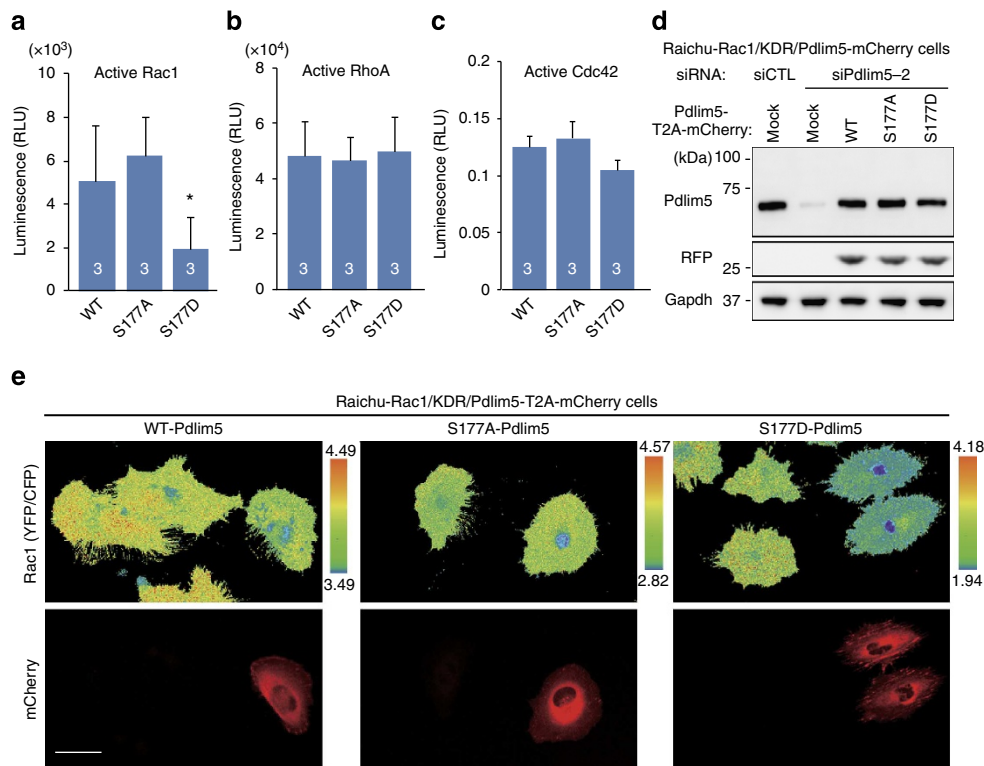 a
(×10³)
Active Rac1
Luminescence (RLU)
10
8
6
4
2
0
*
3
3
3
WT
S177A
S177D
b
(×10⁴)
Active RhoA
Luminescence (RLU)
8
6
4
2
0
3
3
3
WT
S177A
S177D
c
Active Cdc42
Luminescence (RLU)
0.2
0.15
0.1
0.05
0
3
3
3
WT
S177A
S177D
d
Raichu-Rac1/KDR/Pdlim5-mCherry cells
siRNA: siCTL siPdlim5–2
Pdlim5-
T2A-mCherry:
Mock
Mock
WT
S177A
S177D
(kDa) 100
75
Pdlim5
RFP
25
Gapdh 37
e
Raichu-Rac1/KDR/Pdlim5-T2A-mCherry cells
WT-Pdlim5 S177A-Pdlim5 S177D-Pdlim5
Rac1 (YFP/CFP)
4.49
3.49
4.57
2.82
4.18
1.94
mCherry